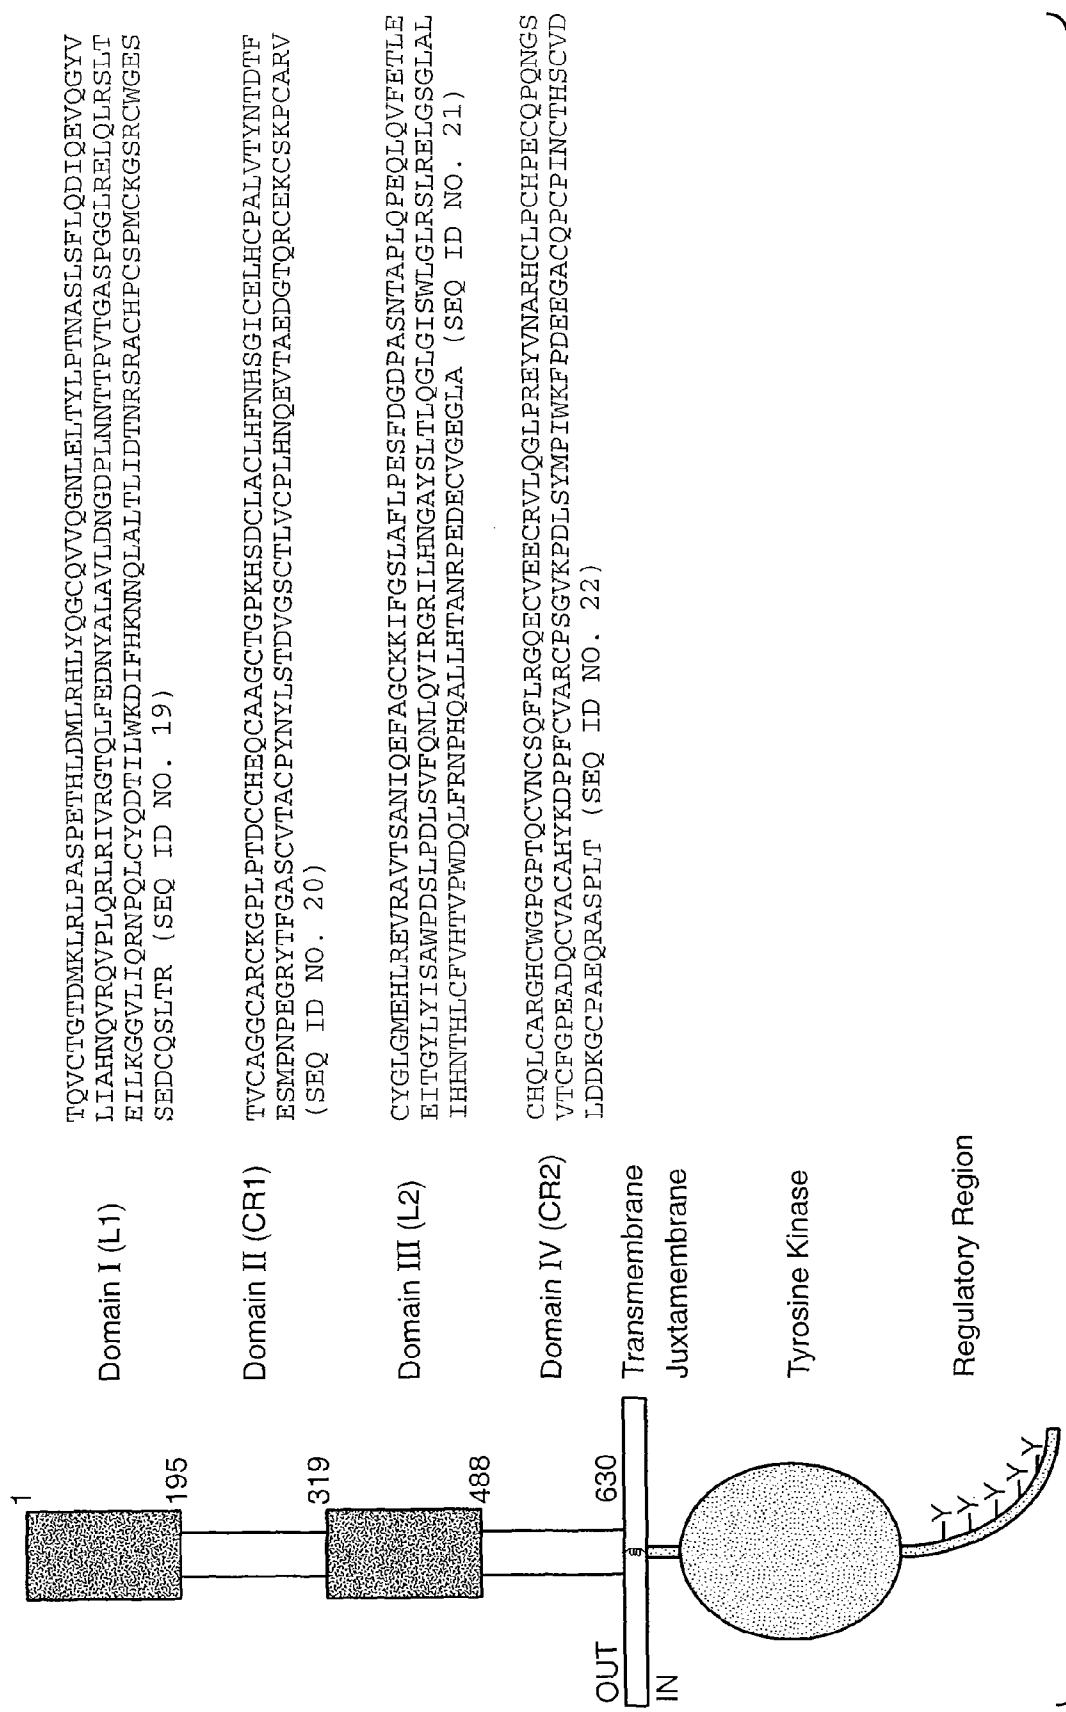 1
195
319
488
630
OUT
IN
Domain I (L1)
TQVCTGTDMKLRLPASPETHLDMLRHLYQGCQVVQGNLELTYLPTNASLSFLQDIQEVQGYV
LIAHNQVRQVPLQRLRIVRGTQLFEDNYALAVLDNGDPLNNTTPVTGASPGGLRELQLRSLT
EILKGGVLIQRNPQLCYQDTILWKDIFHKNNQLALTLIDTNRSRACHPCSPMCKGSRCWGES
SEDCQSLTR (SEQ ID NO. 19)
Domain II (CR1)
TVCAGGCARCKGPLPTDCCHEQCAAGCTGPKHSDCLACLHFNHSGICELHCPALVTYNTDTF
ESMPNPEGRYTFGASCVTACPYNYLSTDVGSCTLVCPLHNQEVTAEDGTQRCEKCSKPCARV
(SEQ ID NO. 20)
Domain III (L2)
CYGLGMEHLREVRAVTSANIQEFAGCKKIFGSLAFLPESFDGDPASNTAPLQPEQLQVFETLE
EITGYLYISAWPDSLPDLSVFQNLQVIRGRILHNGAYSLTLQGLGISWLGLRSLRELGSGLAL
IHHNTHLCFVHTVPWDQLFRNPHQALLHTANRPEDECVGEGLA (SEQ ID NO. 21)
Domain IV (CR2)
CHQLCARGHCWGPGPTQCVNCSQFLRGQECVEECRVLQGLPREYVNARHCLPCHPECQPQNGS
VTCFGPEADQCVACAHYKDPPFCVARCPSGVKPDLSYMPIWKFPDEEGACQPCPINCTHSCVD
LDDKGCPAEQRASPLT (SEQ ID NO. 22)
Transmembrane
Juxtamembrane
Tyrosine Kinase
Regulatory Region
Y
Y
Y
Y
Y